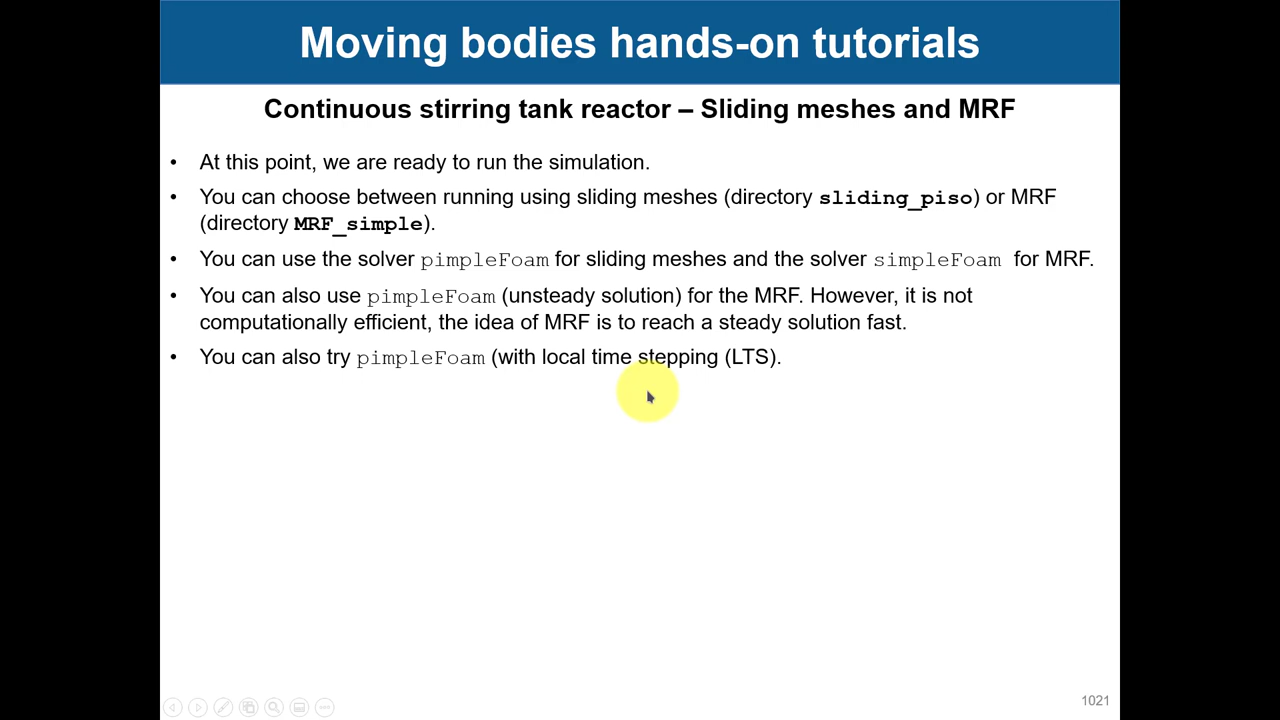 Moving bodies hands-on tutorials
Continuous stirring tank reactor – Sliding meshes and MRF
• At this point, we are ready to run the simulation.
• You can choose between running using sliding meshes (directory sliding_piso) or MRF
(directory MRF_simple).
• You can use the solver pimpleFoam for sliding meshes and the solver simpleFoam for MRF.
• You can also use pimpleFoam (unsteady solution) for the MRF. However, it is not
computationally efficient, the idea of MRF is to reach a steady solution fast.
• You can also try pimpleFoam (with local time stepping (LTS).
1021